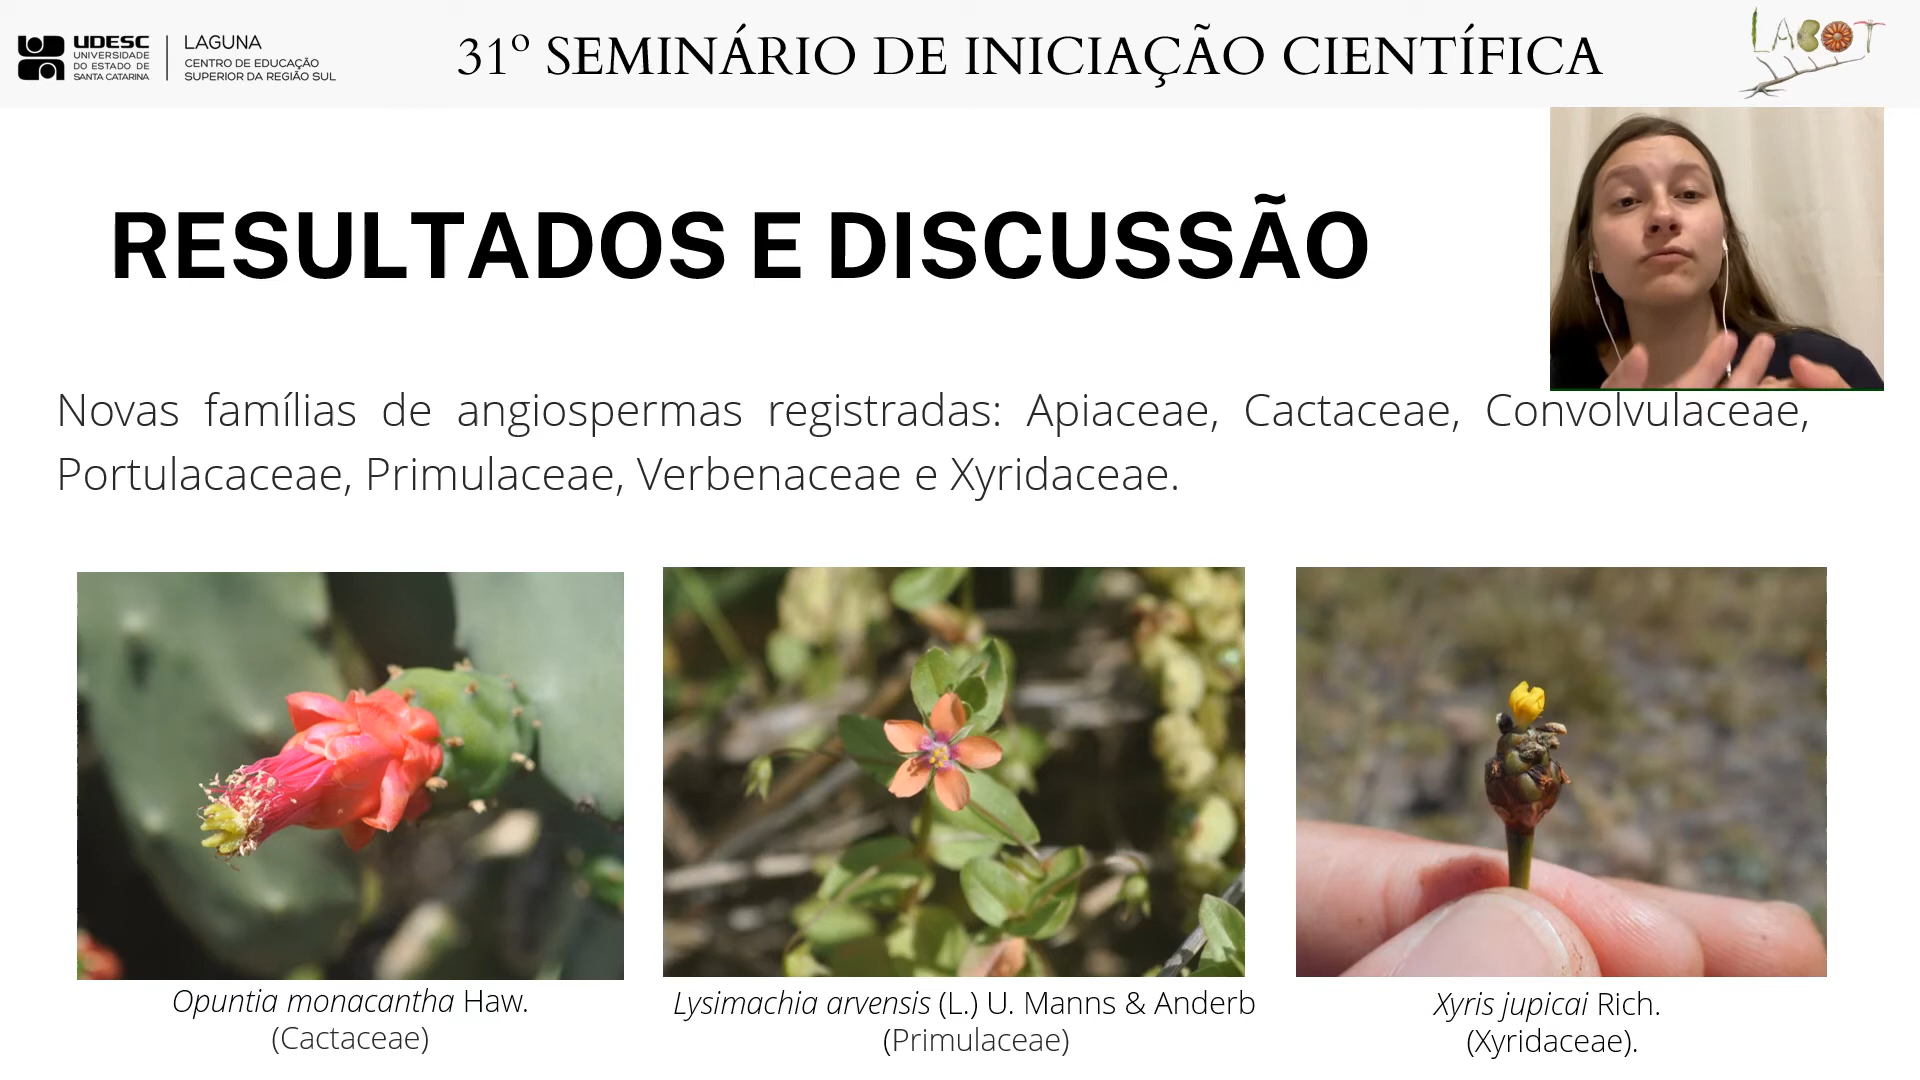 UDESC
UNIVERSIDADE
DO ESTADO DE
SANTA CATARINA
LAGUNA
CENTRO DE EDUCAÇÃO
SUPERIOR DA REGIÃO SUL
31º SEMINÁRIO DE INICIAÇÃO CIENTÍFICA
LABOT
RESULTADOS E DISCUSSÃO
Novas famílias de angiospermas registradas: Apiaceae, Cactaceae, Convolvulaceae,
Portulacaceae, Primulaceae, Verbenaceae e Xyridaceae.
Opuntia monacantha Haw.
(Cactaceae)
Lysimachia arvensis (L.) U. Manns & Anderb
(Primulaceae)
Xyris jupicai Rich.
(Xyridaceae).